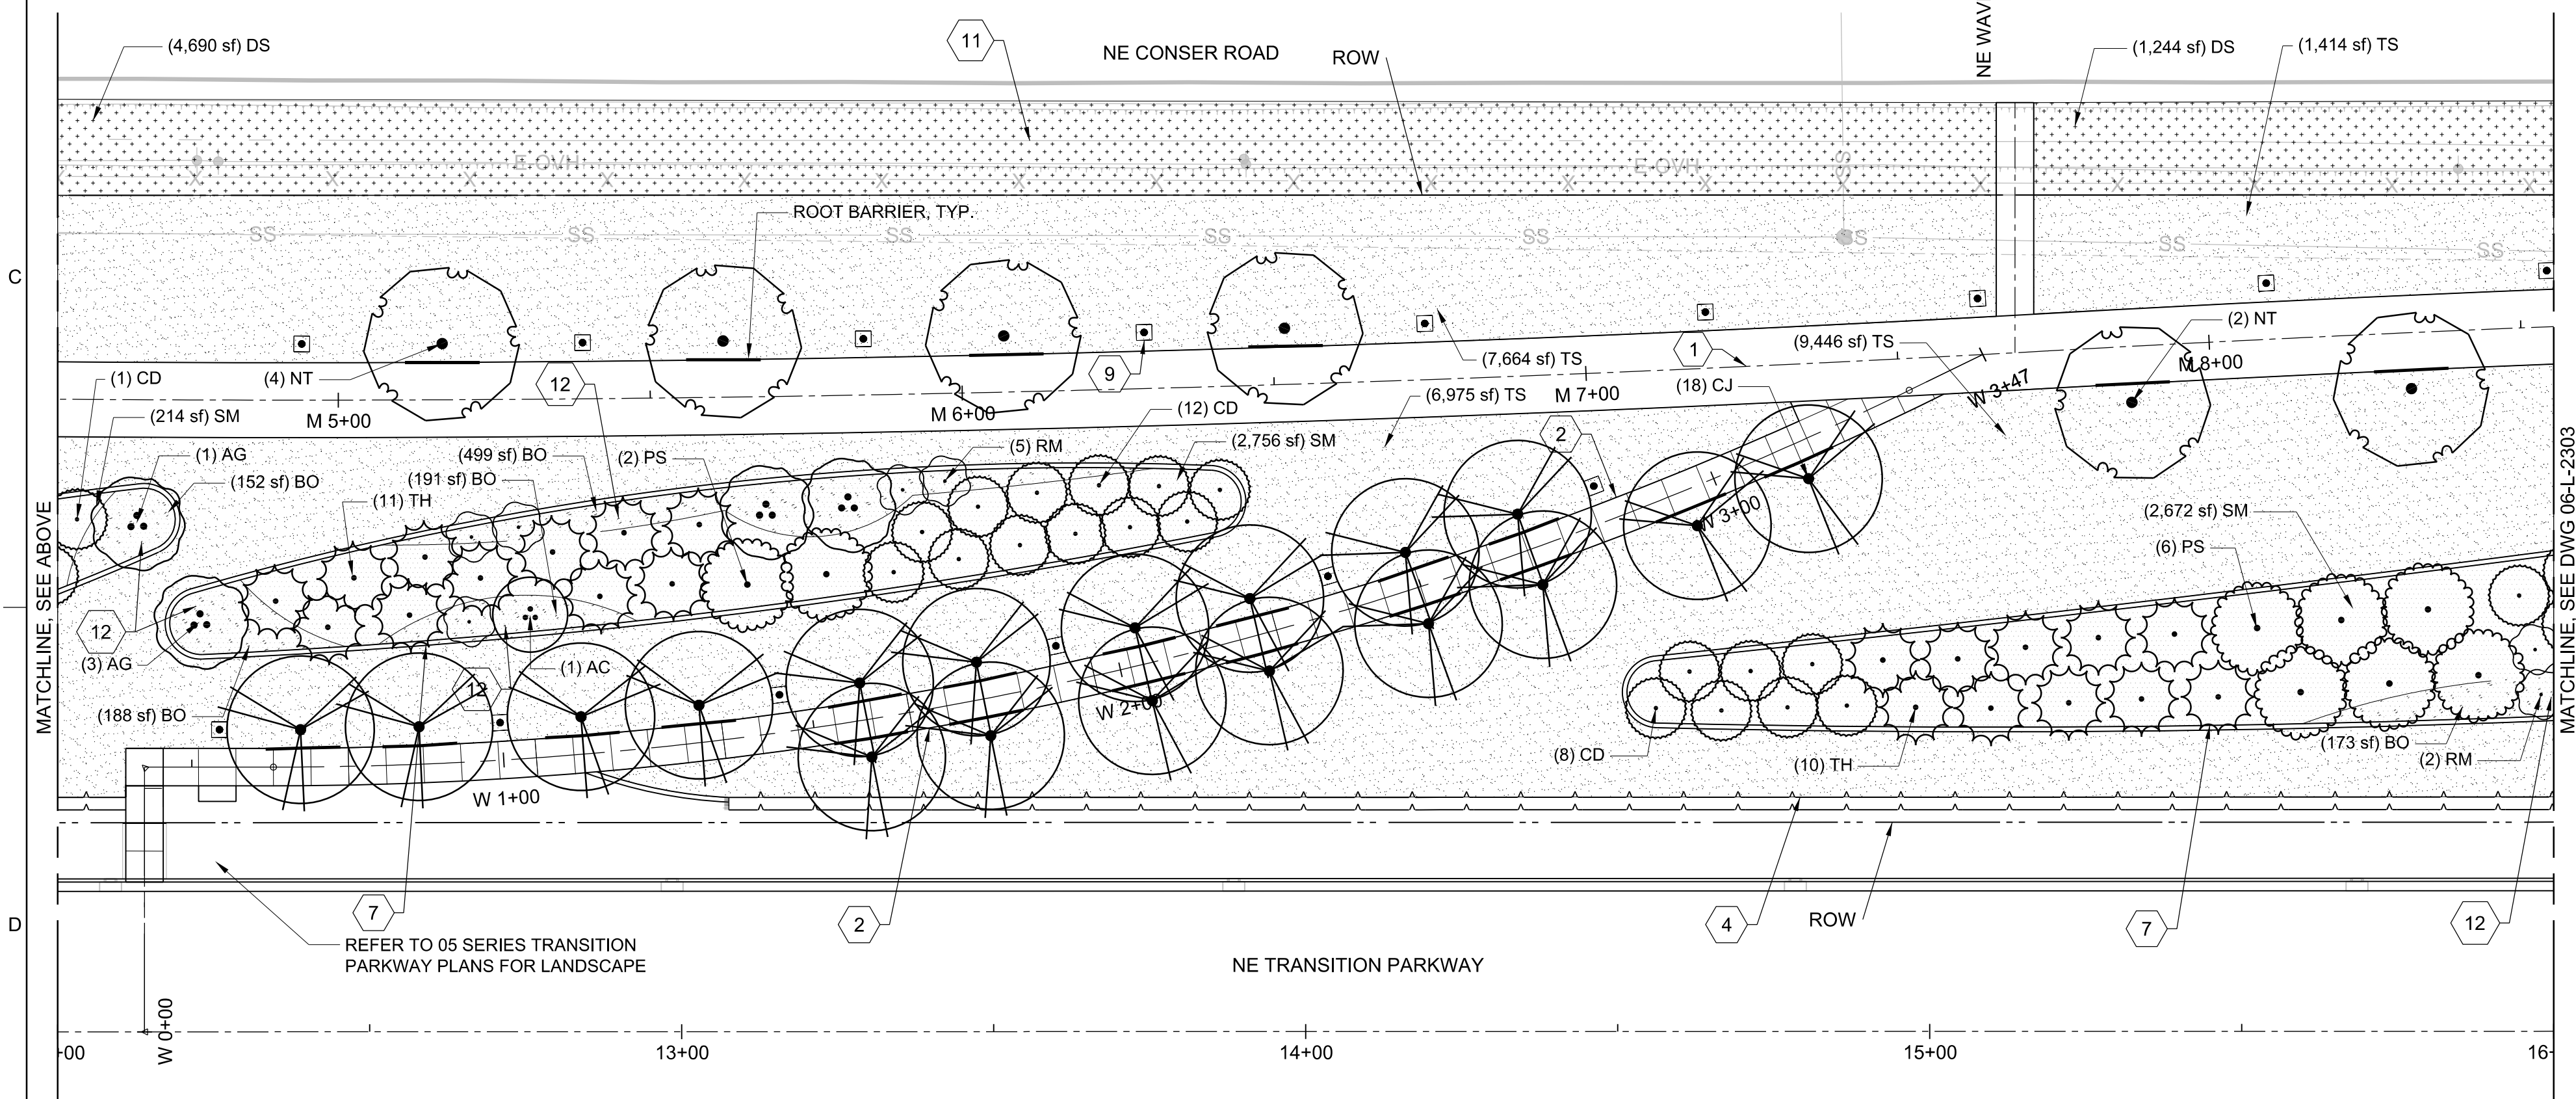 (4,690 sf) DS
11
NE CONSER ROAD
ROW
NE WAV
(1,244 sf) DS
(1,414 sf) TS
E-OVH
E-OVH
SS
ROOT BARRIER, TYP.
SS
SS
SS
SS
SS
SS
SS
SS
C
(2) NT
(7,664 sf) TS
1
(9,446 sf) TS
M 8+00
(1) CD
(4) NT
12
9
(18) CJ
W 3+47
(6,975 sf) TS
M 7+00
(214 sf) SM
M 5+00
M 6+00
(12) CD
2
(1) AG
(499 sf) BO
(2) PS
(5) RM
(2,756 sf) SM
(152 sf) BO
(191 sf) BO
(11) TH
W 3+00
(2,672 sf) SM
(6) PS
MATCHLINE, SEE ABOVE
MATCHLINE, SEE DWG 06-L-2303
12
(3) AG
(1) AC
12
(188 sf) BO
W 2+00
(8) CD
(10) TH
(173 sf) BO
(2) RM
W 1+00
7
2
4
ROW
7
12
D
REFER TO 05 SERIES TRANSITION
PARKWAY PLANS FOR LANDSCAPE
NE TRANSITION PARKWAY
W 0+00
+00
13+00
14+00
15+00
16-